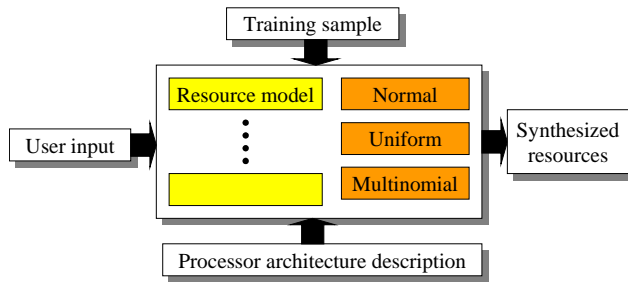 Training sample
Resource model
Normal
User input
Uniform
Synthesized
resources
Multinomial
Processor architecture description